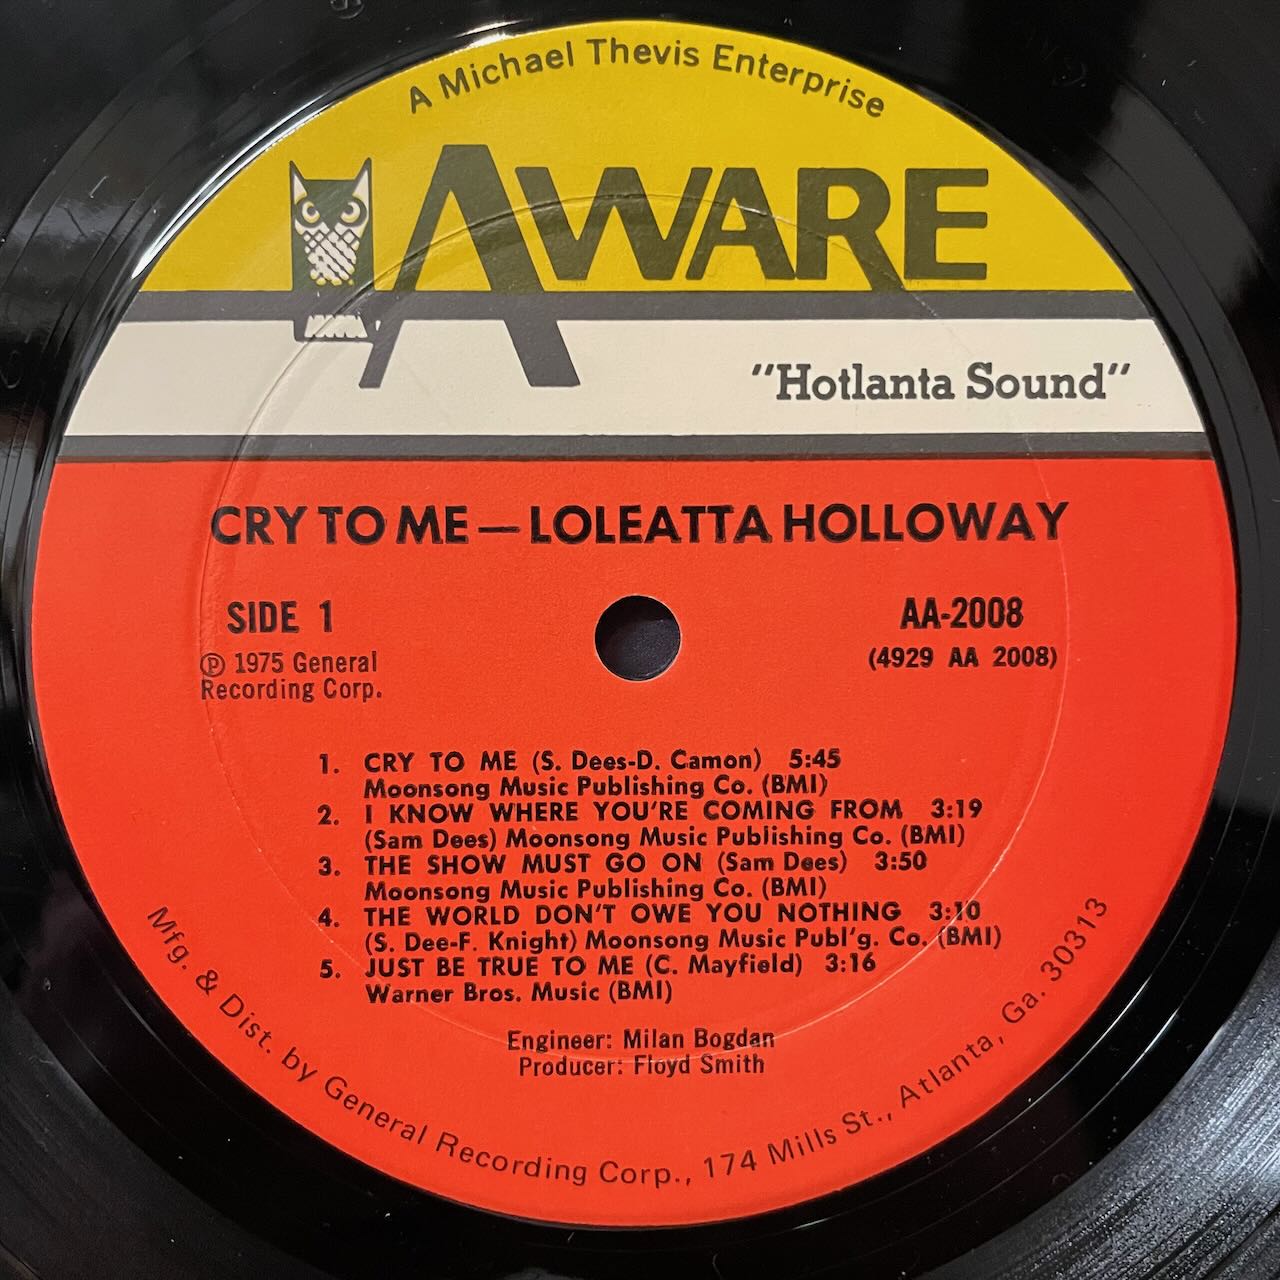 A Michael Thevis Enterprise
AWARE
"Hotlanta Sound"
CRY TO ME — LOLEATTA HOLLOWAY
SIDE 1
AA-2008
℗ 1975 General
Recording Corp.
(4929 AA 2008)
1. CRY TO ME (S. Dees-D. Camon) 5:45
Moonsong Music Publishing Co. (BMI)
2. I KNOW WHERE YOU'RE COMING FROM 3:19
(Sam Dees) Moonsong Music Publishing Co. (BMI)
3. THE SHOW MUST GO ON (Sam Dees) 3:50
Moonsong Music Publishing Co. (BMI)
4. THE WORLD DON'T OWE YOU NOTHING 3:10
(S. Dee-F. Knight) Moonsong Music Publ'g. Co. (BMI)
5. JUST BE TRUE TO ME (C. Mayfield) 3:16
Warner Bros. Music (BMI)
Engineer: Milan Bogdan
Producer: Floyd Smith
Mfg. & Dist. by General Recording Corp., 174 Mills St., Atlanta, Ga. 30313